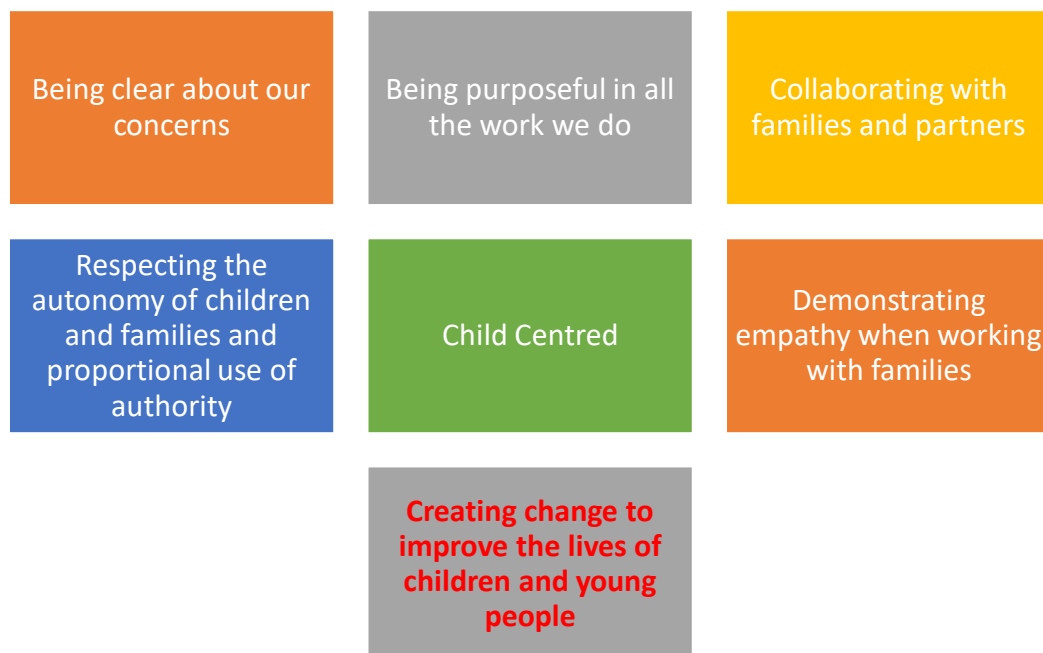 Being clear about our
concerns
Being purposeful in all
the work we do
Collaborating with
families and partners
Respecting the
autonomy of children
and families and
proportional use of
authority
Child Centred
Demonstrating
empathy when working
with families
Creating change to
improve the lives of
children and young
people